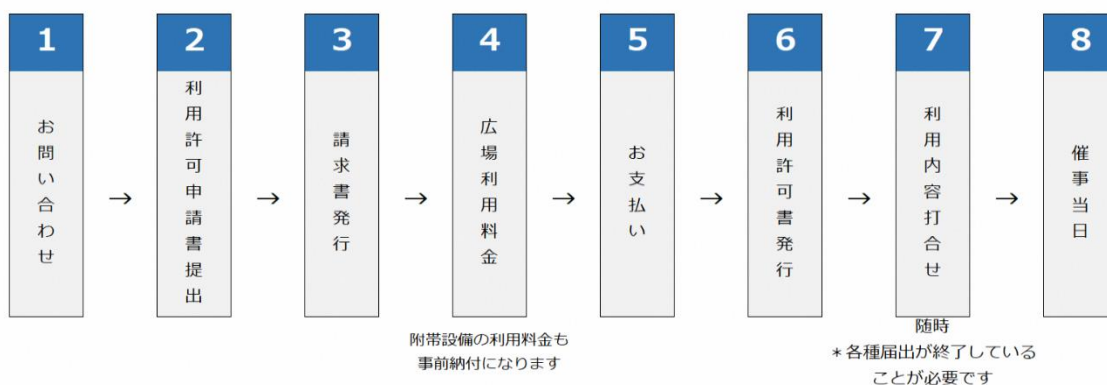 1
お問い合わせ
→
2
利用許可申請書提出
→
3
請求書発行
→
4
広場利用料金
附帯設備の利用料金も
事前納付になります
→
5
お支払い
→
6
利用許可書発行
→
7
利用内容打合せ
随時
＊各種届出が終了している
ことが必要です
→
8
催事当日